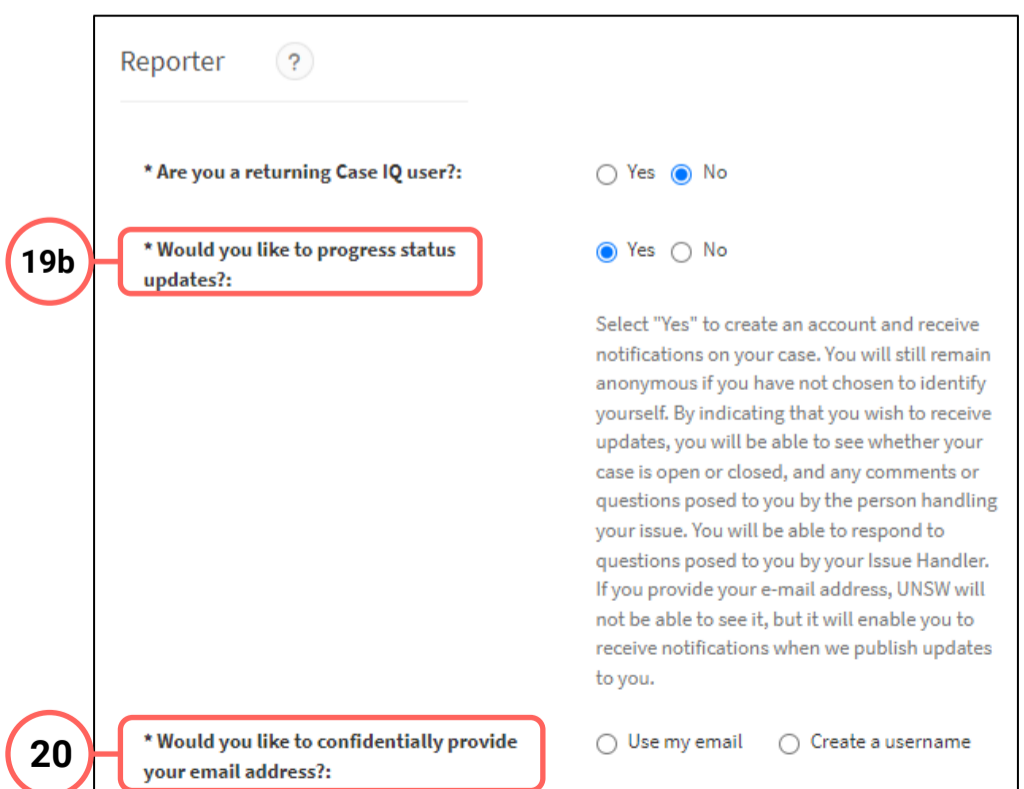 Reporter ?
* Are you a returning Case IQ user?: Yes No
19b
* Would you like to progress status Yes No
updates?:
Select "Yes" to create an account and receive
notifications on your case. You will still remain
anonymous if you have not chosen to identify
yourself. By indicating that you wish to receive
updates, you will be able to see whether your
case is open or closed, and any comments or
questions posed to you by the person handling
your issue. You will be able to respond to
questions posed to you by your Issue Handler.
If you provide your e-mail address, UNSW will
not be able to see it, but it will enable you to
receive notifications when we publish updates
to you.
20
* Would you like to confidentially provide Use my email Create a username
your email address?: